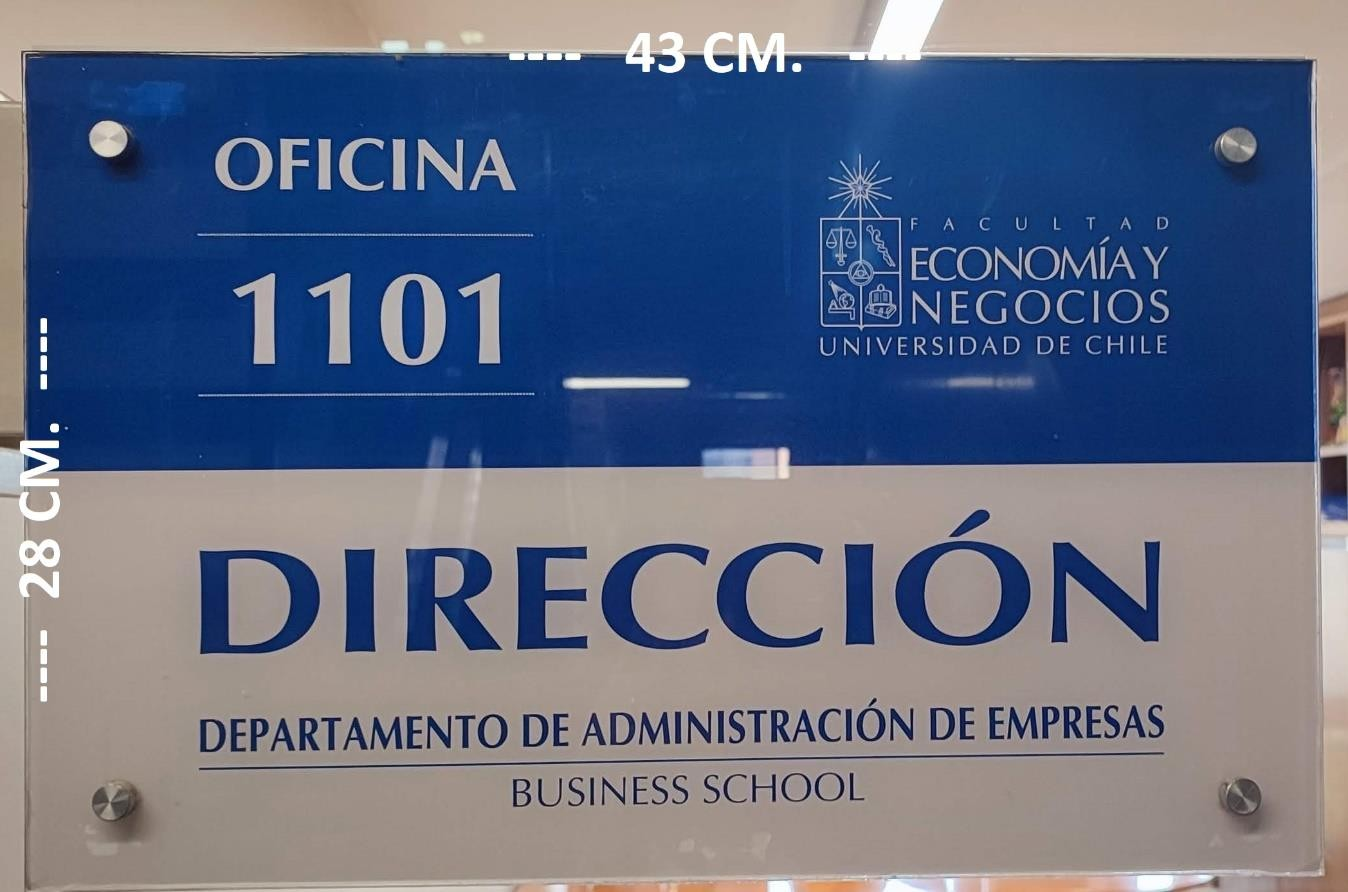 ---- 43 CM. ----
OFICINA
1101
FACULTAD
ECONOMÍA Y
NEGOCIOS
UNIVERSIDAD DE CHILE
---- 28 CM. ----
DIRECCIÓN
DEPARTAMENTO DE ADMINISTRACIÓN DE EMPRESAS
BUSINESS SCHOOL